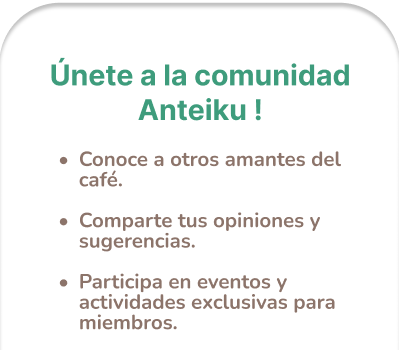 Únete a la comunidad
Anteiku !
• Conoce a otros amantes del
café.
• Comparte tus opiniones y
sugerencias.
• Participa en eventos y
actividades exclusivas para
miembros.